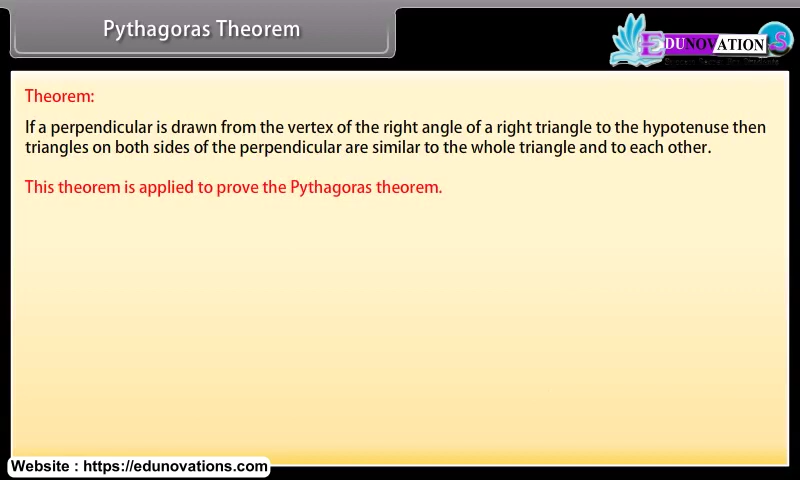 Pythagoras Theorem
EDUNOVATIONS
Theorem:
If a perpendicular is drawn from the vertex of the right angle of a right triangle to the hypotenuse then
triangles on both sides of the perpendicular are similar to the whole triangle and to each other.
This theorem is applied to prove the Pythagoras theorem.
Website : https://edunovations.com